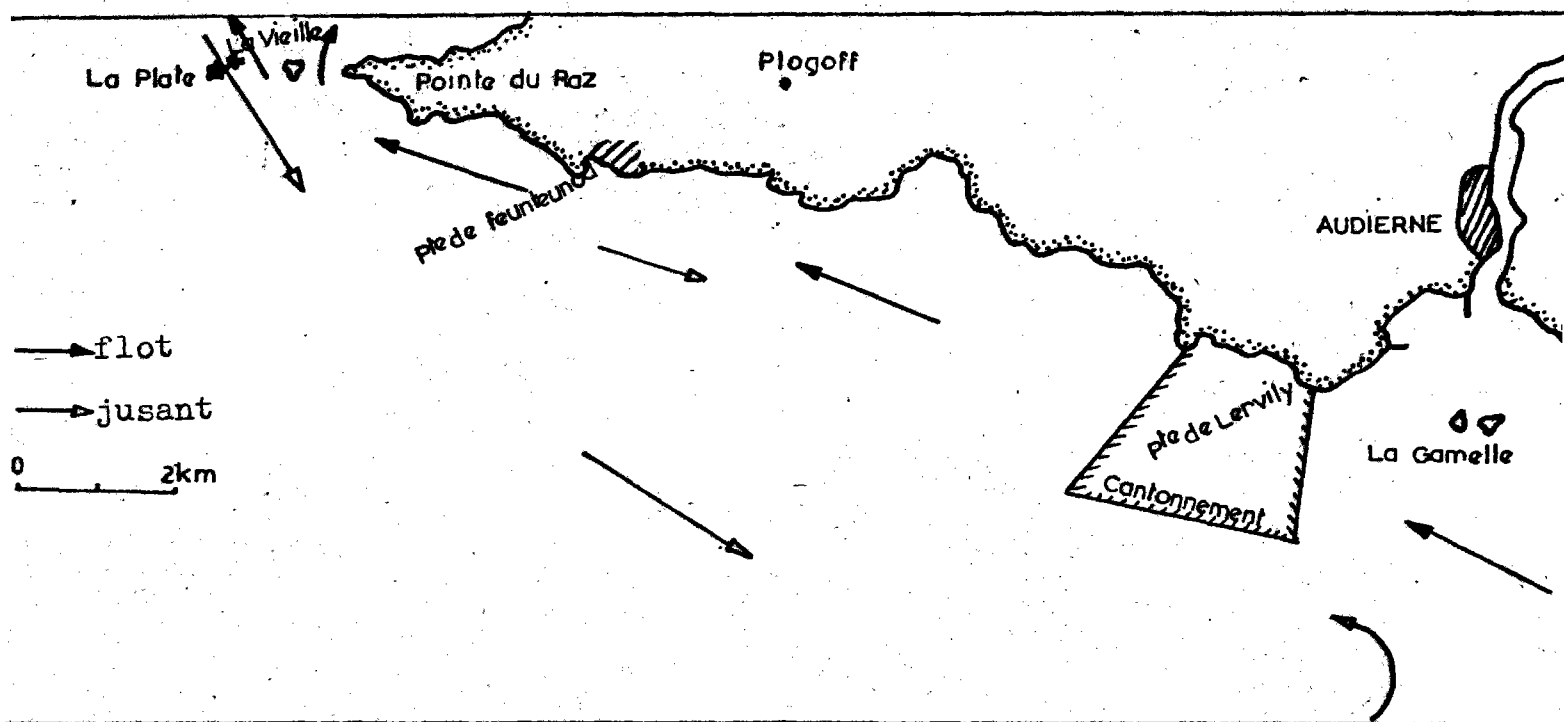 La Vieille
La Plate
Pointe du Raz
Plogoff
pte de feunteunod
AUDIERNE
flot
jusant
0 2km
pte de Lervily
La Gamelle
Cantonnement